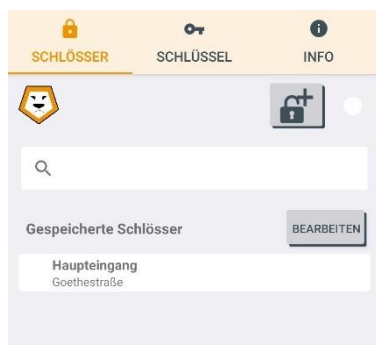 SCHLÖSSER SCHLÜSSEL INFO
Gespeicherte Schlösser BEARBEITEN
Haupteingang
Goethestraße